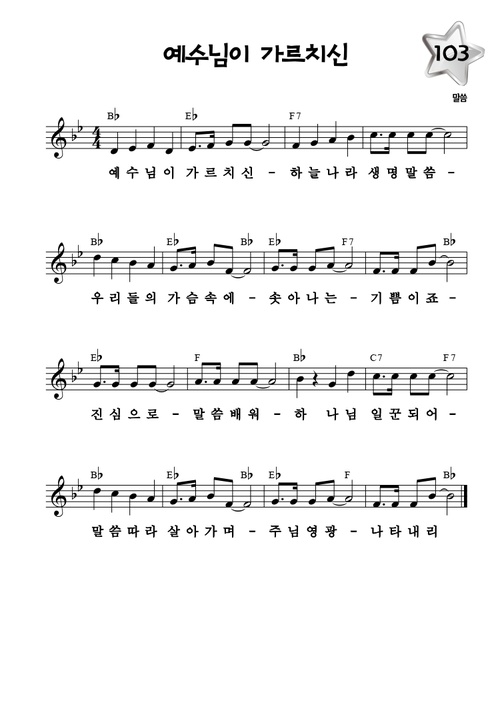 예수님이 가르치신
103
말씀
B♭ E♭ F7
예 수 님 이 가 르 치 신 - 하 늘 나 라 생 명 말 씀 -
B♭ E♭ B♭ E♭ F7 B♭
우 리 들 의 가 슴 속 에 - 솟 아 나 는 - 기 쁨 이 죠 -
E♭ F B♭ C7 F7
진 심 으 로 - 말 씀 배 워 - 하 나 님 일 꾼 되 어 -
B♭ E♭ B♭ E♭ F B♭
말 씀 따 라 살 아 가 며 - 주 님 영 광 - 나 타 내 리